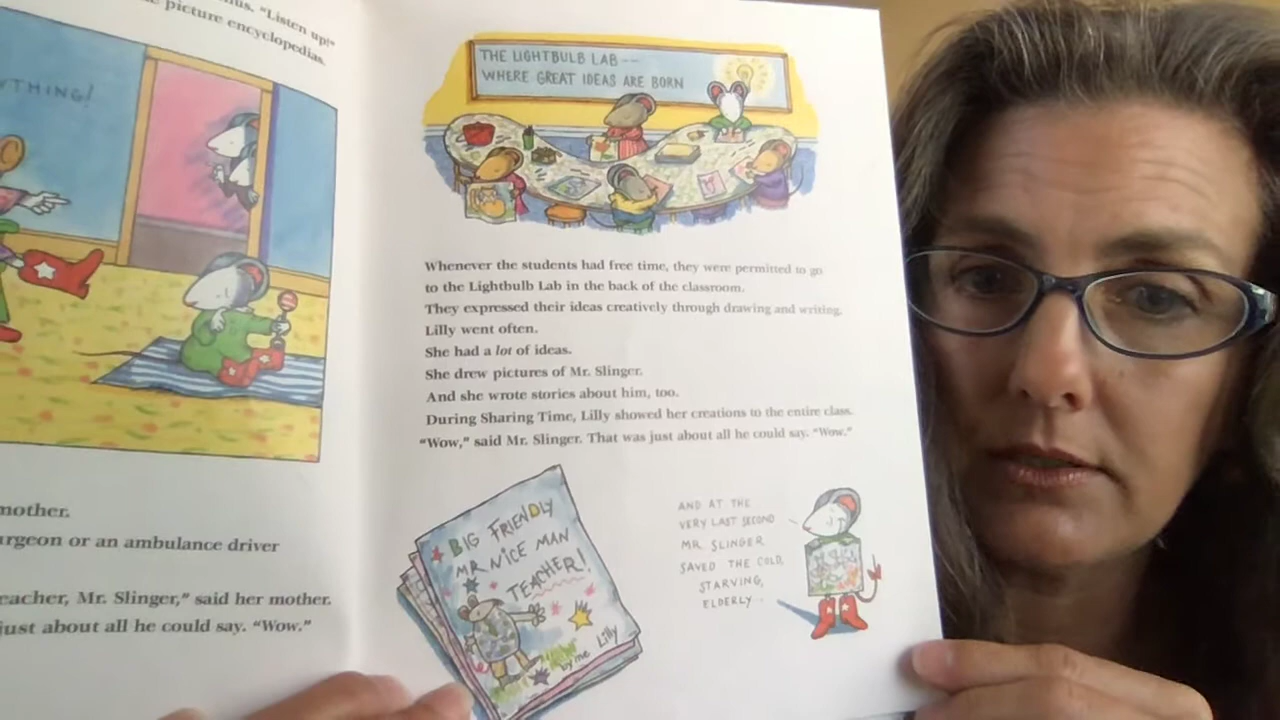 "Listen up!"
picture encyclopedias.
THING!
mother.
urgeon or an ambulance driver
eacher, Mr. Slinger," said her mother.
just about all he could say. "Wow."
THE LIGHTBULB LAB--
WHERE GREAT IDEAS ARE BORN
Whenever the students had free time, they were permitted to go
to the Lightbulb Lab in the back of the classroom.
They expressed their ideas creatively through drawing and writing.
Lilly went often.
She had a lot of ideas.
She drew pictures of Mr. Slinger.
And she wrote stories about him, too.
During Sharing Time, Lilly showed her creations to the entire class.
"Wow," said Mr. Slinger. That was just about all he could say. "Wow."
BIG FRIENDLY
MR NICE MAN
TEACHER!
by me Lilly
AND AT THE
VERY LAST SECOND
MR. SLINGER
SAVED THE COLD,
STARVING,
ELDERLY--